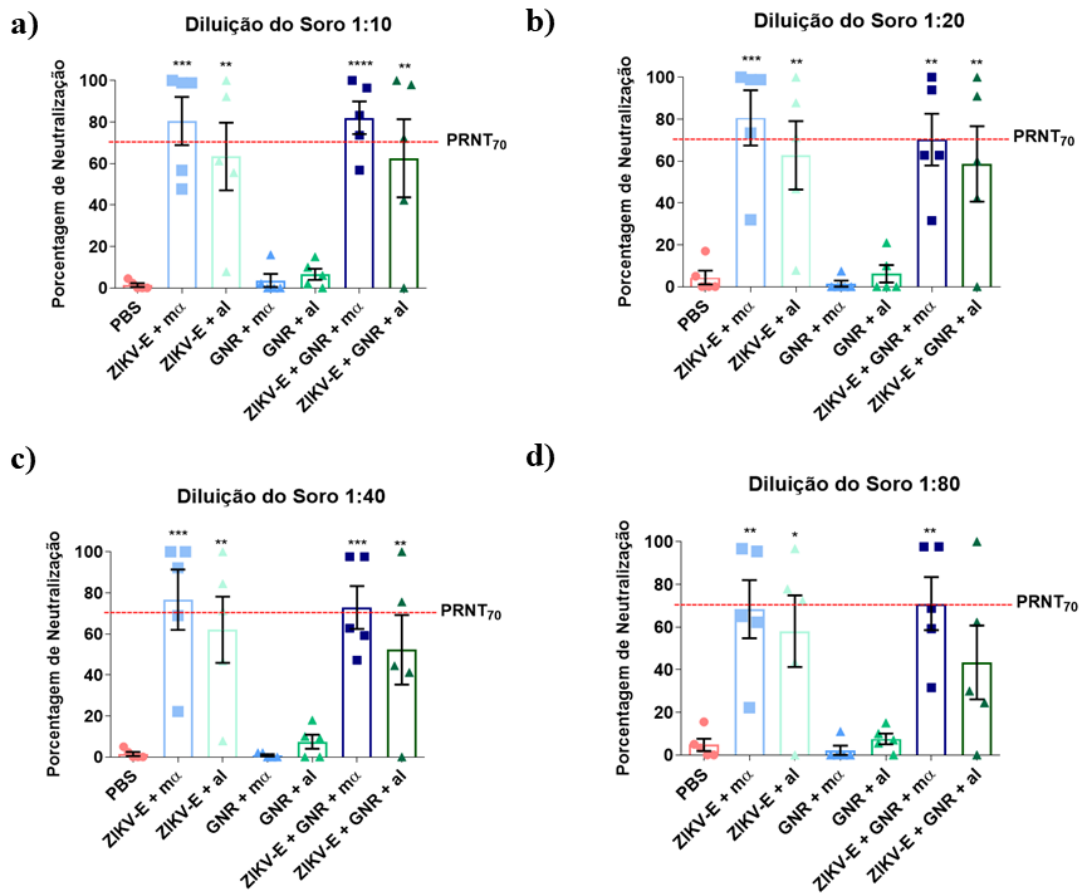 a)
Diluição do Soro 1:10
Porcentagem de Neutralização
100
80
60
40
20
0
*** ** **** **
PRNT70
PBS
ZIKV-E + mα
ZIKV-E + al
GNR + mα
GNR + al
ZIKV-E + GNR + mα
ZIKV-E + GNR + al
b)
Diluição do Soro 1:20
Porcentagem de Neutralização
100
80
60
40
20
0
*** ** ** **
PRNT70
PBS
ZIKV-E + mα
ZIKV-E + al
GNR + mα
GNR + al
ZIKV-E + GNR + mα
ZIKV-E + GNR + al
c)
Diluição do Soro 1:40
Porcentagem de Neutralização
100
80
60
40
20
0
*** ** *** **
PRNT70
PBS
ZIKV-E + mα
ZIKV-E + al
GNR + mα
GNR + al
ZIKV-E + GNR + mα
ZIKV-E + GNR + al
d)
Diluição do Soro 1:80
Porcentagem de Neutralização
100
80
60
40
20
0
** * **
PRNT70
PBS
ZIKV-E + mα
ZIKV-E + al
GNR + mα
GNR + al
ZIKV-E + GNR + mα
ZIKV-E + GNR + al